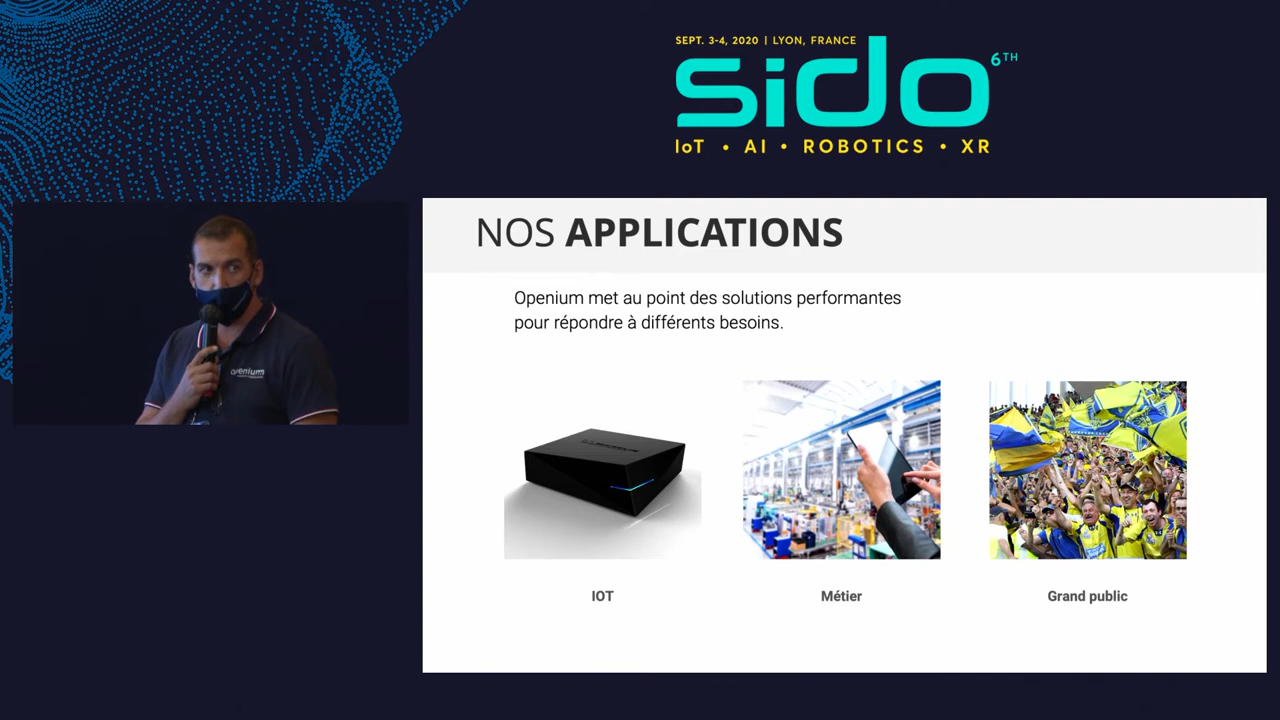 SEPT. 3-4, 2020 | LYON, FRANCE
sido 6TH
IoT • AI • ROBOTICS • XR
NOS APPLICATIONS
Openium met au point des solutions performantes
pour répondre à différents besoins.
openium
IOT
Métier
Grand public